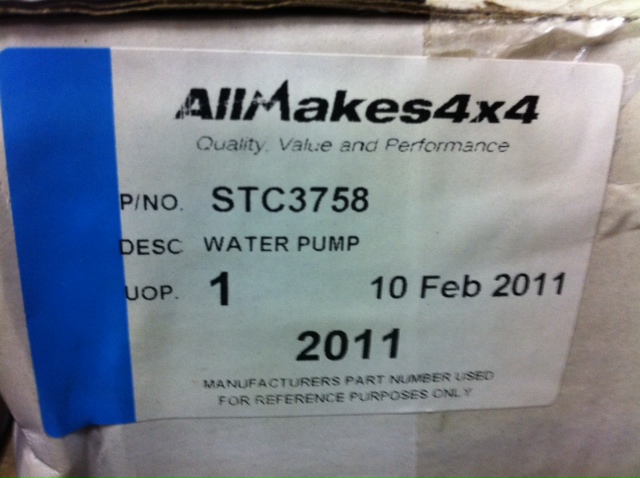 AllMakes4x4
Quality, Value and Performance
P/NO. STC3758
DESC WATER PUMP
UOP. 1 10 Feb 2011
2011
MANUFACTURERS PART NUMBER USED
FOR REFERENCE PURPOSES ONLY